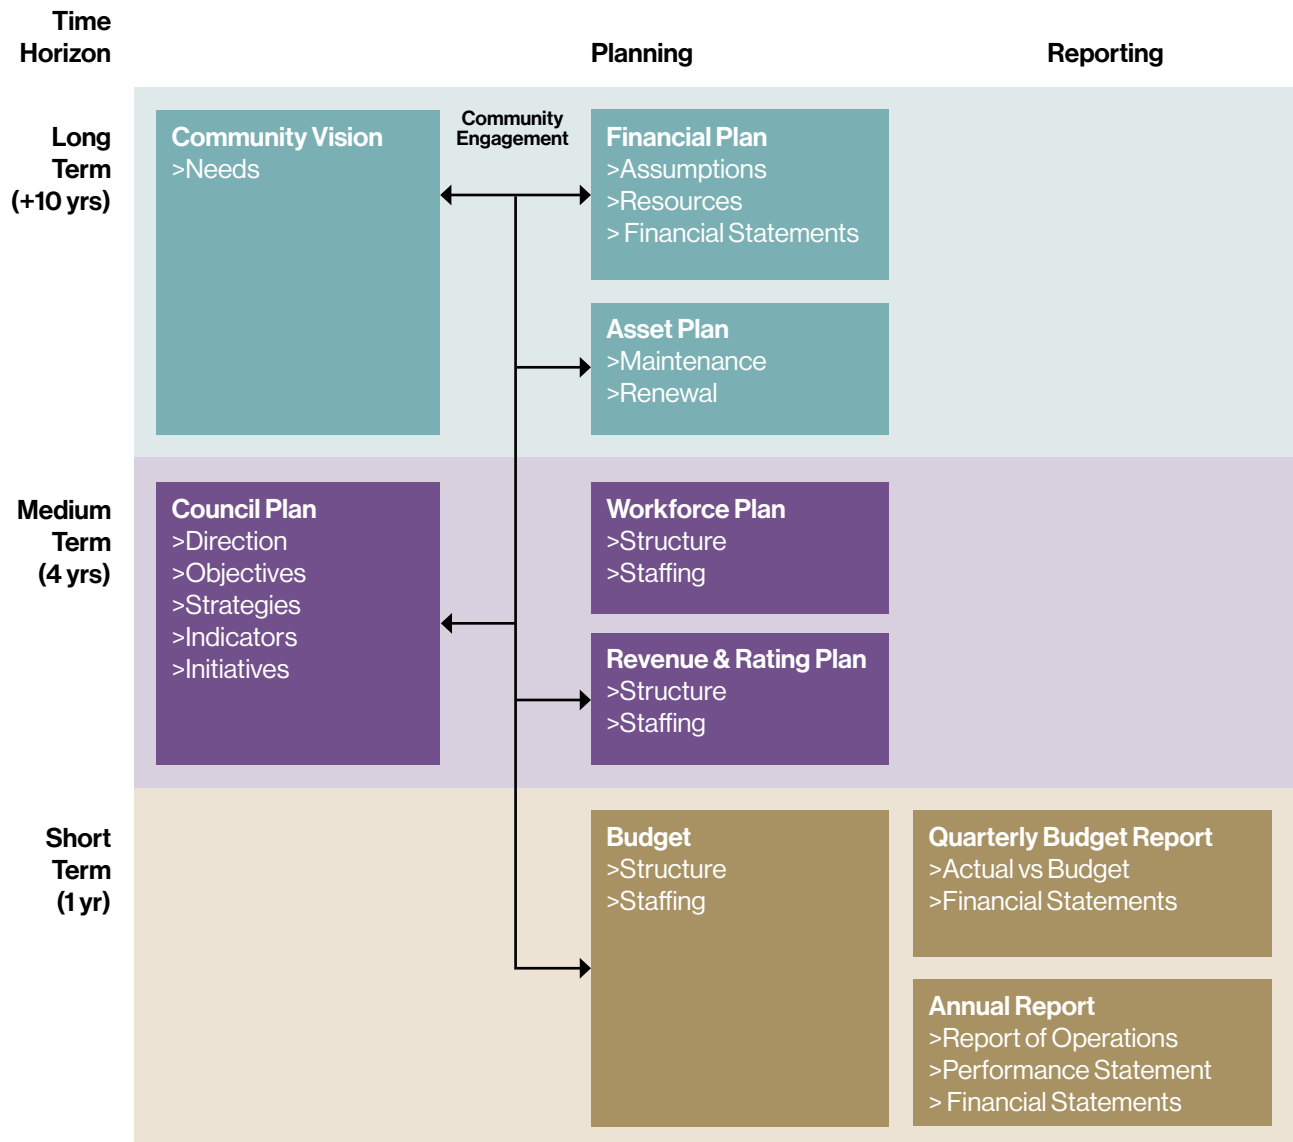 Time
Horizon
Planning
Reporting
Long
Term
(+10 yrs)
Community Vision
>Needs
Community
Engagement
Financial Plan
>Assumptions
>Resources
> Financial Statements
Asset Plan
>Maintenance
>Renewal
Medium
Term
(4 yrs)
Council Plan
>Direction
>Objectives
>Strategies
>Indicators
>Initiatives
Workforce Plan
>Structure
>Staffing
Revenue & Rating Plan
>Structure
>Staffing
Short
Term
(1 yr)
Budget
>Structure
>Staffing
Quarterly Budget Report
>Actual vs Budget
>Financial Statements
Annual Report
>Report of Operations
>Performance Statement
> Financial Statements